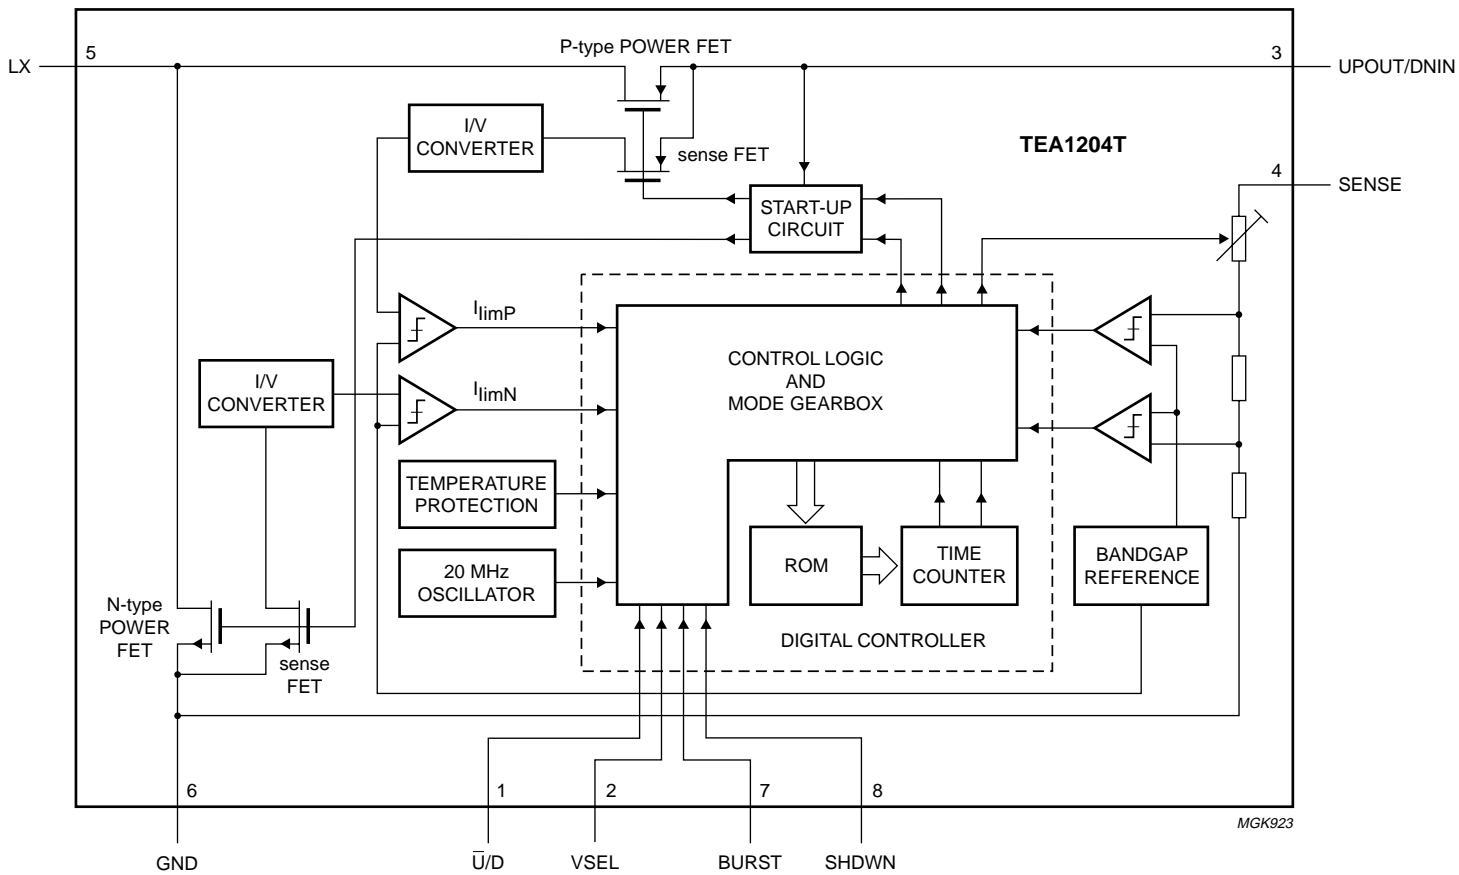 P-type POWER FET
5
3
LX
UPOUT/DNIN
I/V
CONVERTER
TEA1204T
sense FET
4
SENSE
START-UP
CIRCUIT
IlimP
CONTROL LOGIC
AND
MODE GEARBOX
I/V
CONVERTER
IlimN
TEMPERATURE
PROTECTION
ROM
TIME
COUNTER
BANDGAP
REFERENCE
20 MHz
OSCILLATOR
N-type
POWER
FET
sense
FET
DIGITAL CONTROLLER
6
1
2
7
8
MGK923
GND
U̅/D
VSEL
BURST
SHDWN